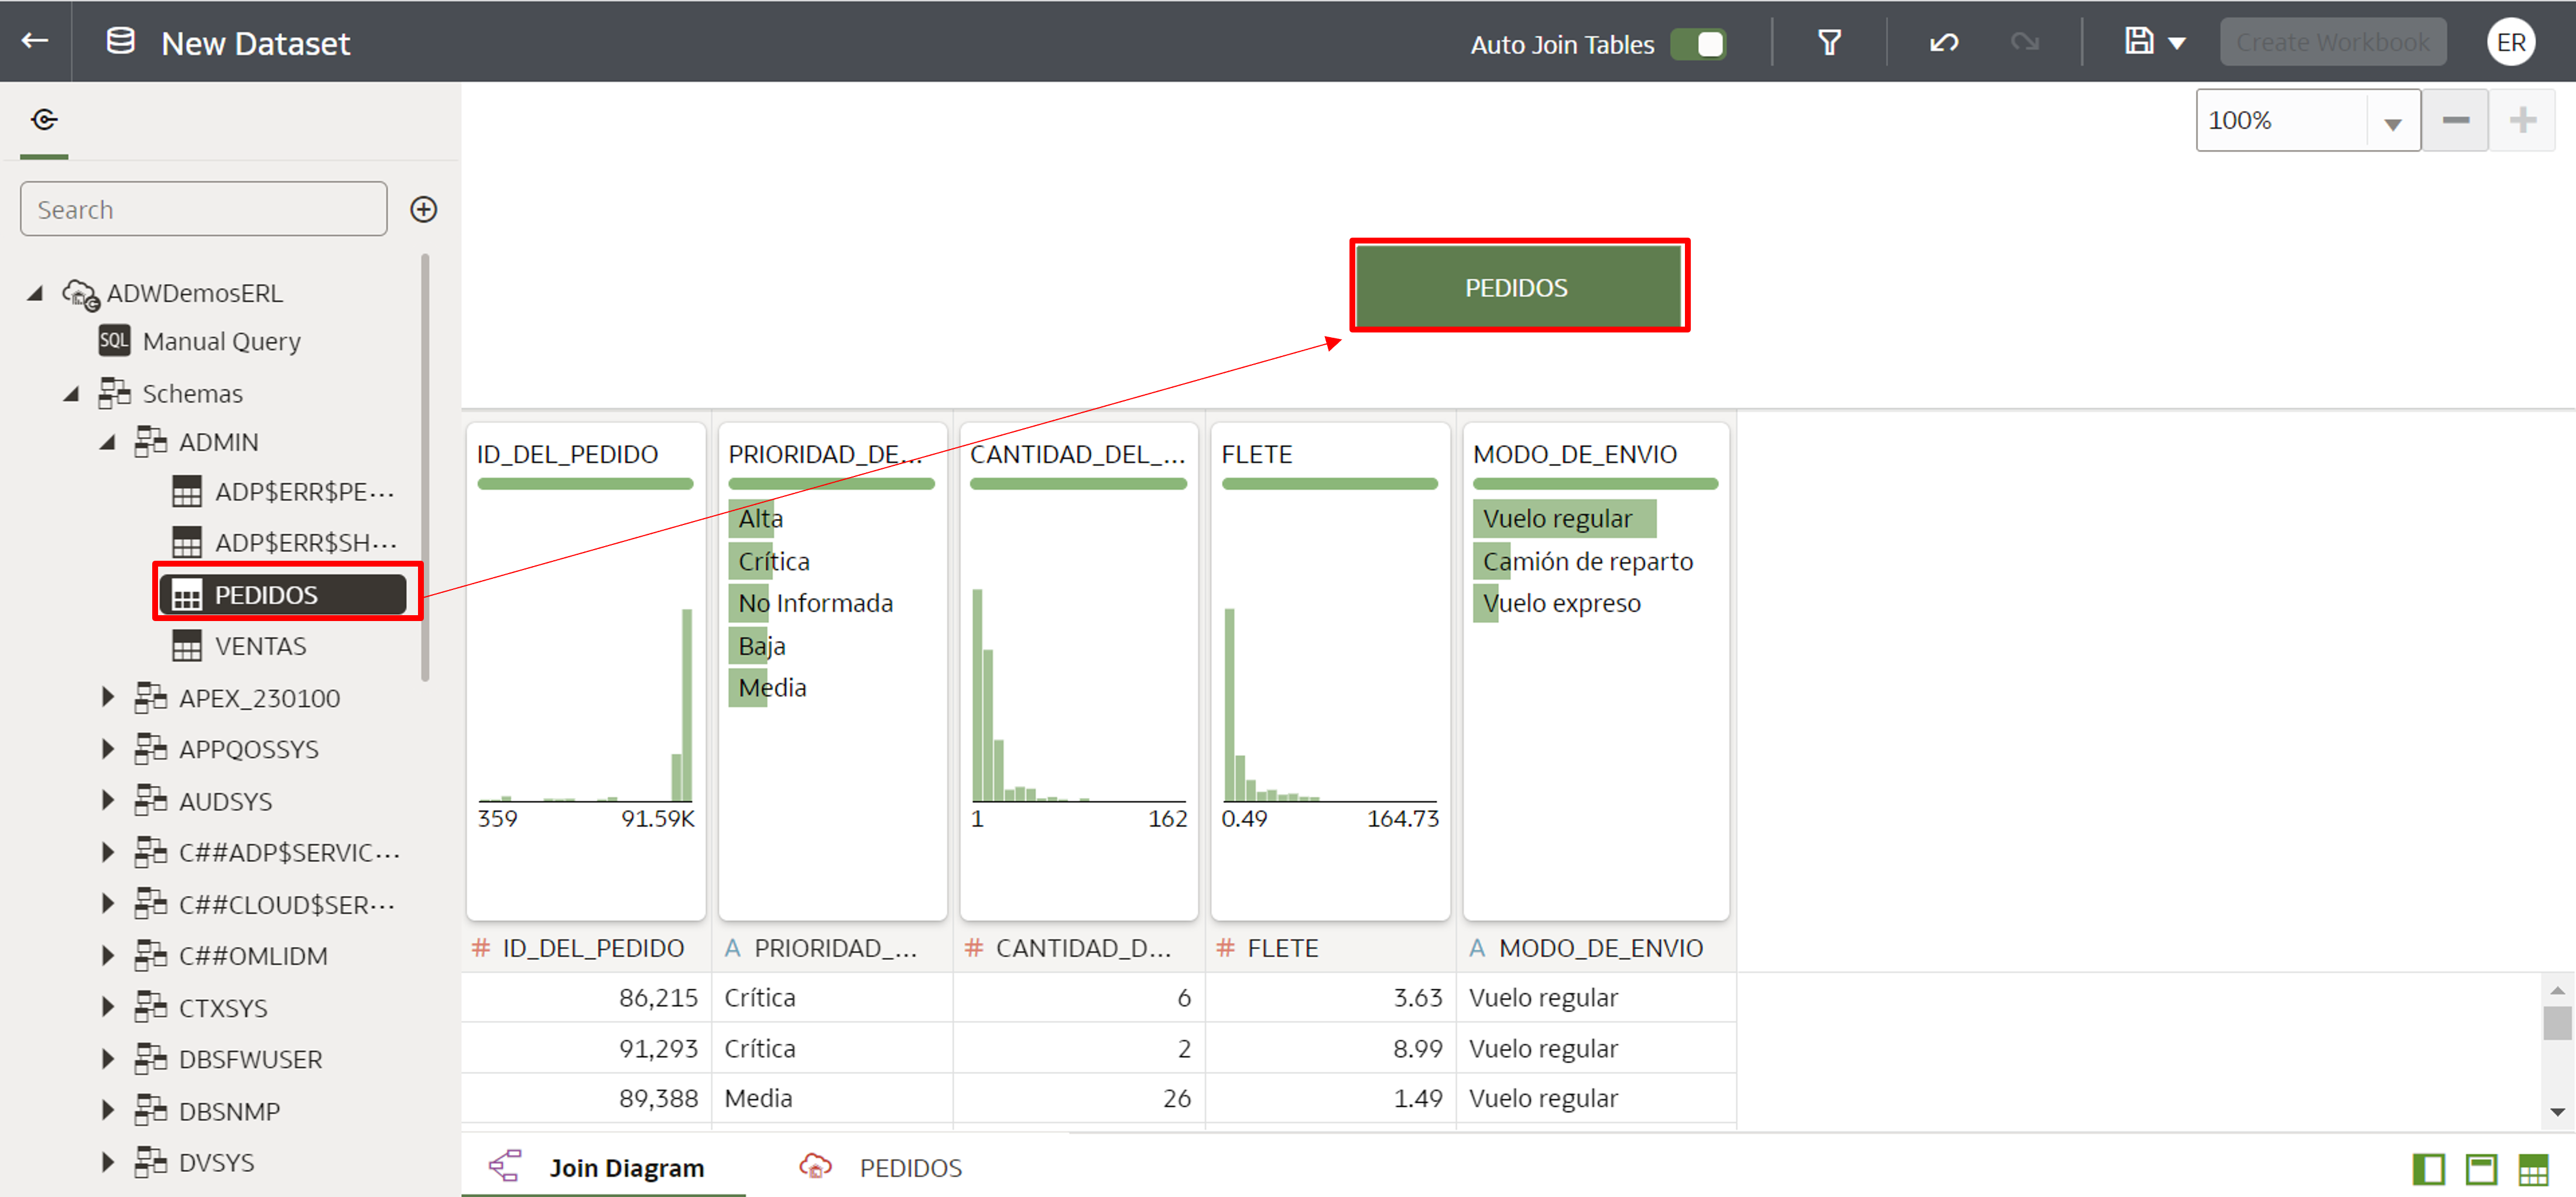 New Dataset
Auto Join Tables
Create Workbook
ER
100%
Search
ADWDemosERL
SQL Manual Query
Schemas
ADMIN
ADP$ERR$PE...
ADP$ERR$SH...
PEDIDOS
VENTAS
APEX_230100
APPQOSSYS
AUDSYS
C##ADP$SERVIC...
C##CLOUD$SER...
C##OMLIDM
CTXSYS
DBSFWUSER
DBSNMP
DVSYS
PEDIDOS
ID_DEL_PEDIDO
359 91.59K
PRIORIDAD_DE...
Alta
Crítica
No Informada
Baja
Media
CANTIDAD_DEL_...
1 162
FLETE
0.49 164.73
MODO_DE_ENVIO
Vuelo regular
Camión de reparto
Vuelo expreso
# ID_DEL_PEDIDO A PRIORIDAD_... # CANTIDAD_D... # FLETE A MODO_DE_ENVIO
86,215 Crítica 6 3.63 Vuelo regular
91,293 Crítica 2 8.99 Vuelo regular
89,388 Media 26 1.49 Vuelo regular
Join Diagram PEDIDOS